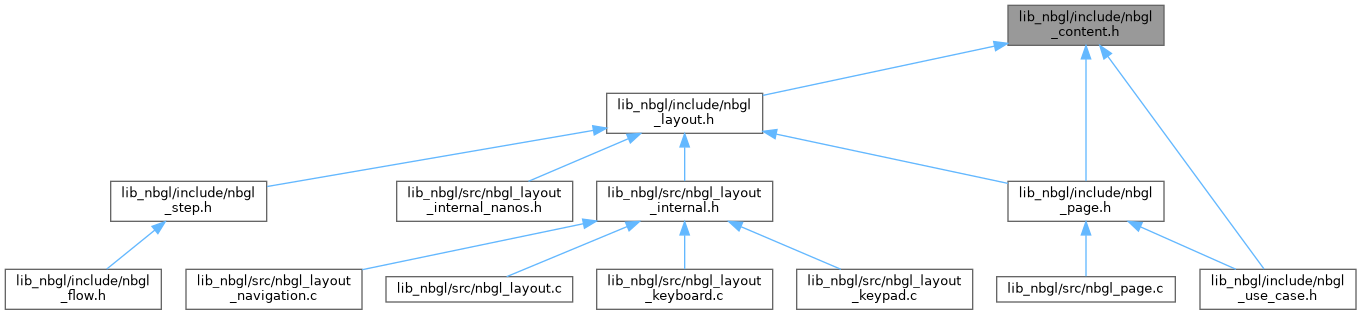 lib_nbgl/include/nbgl
_content.h
lib_nbgl/include/nbgl
_layout.h
lib_nbgl/include/nbgl
_step.h
lib_nbgl/src/nbgl_layout
_internal_nanos.h
lib_nbgl/src/nbgl_layout
_internal.h
lib_nbgl/include/nbgl
_page.h
lib_nbgl/include/nbgl
_flow.h
lib_nbgl/src/nbgl_layout
_navigation.c
lib_nbgl/src/nbgl_layout.c
lib_nbgl/src/nbgl_layout
_keyboard.c
lib_nbgl/src/nbgl_layout
_keypad.c
lib_nbgl/src/nbgl_page.c
lib_nbgl/include/nbgl
_use_case.h